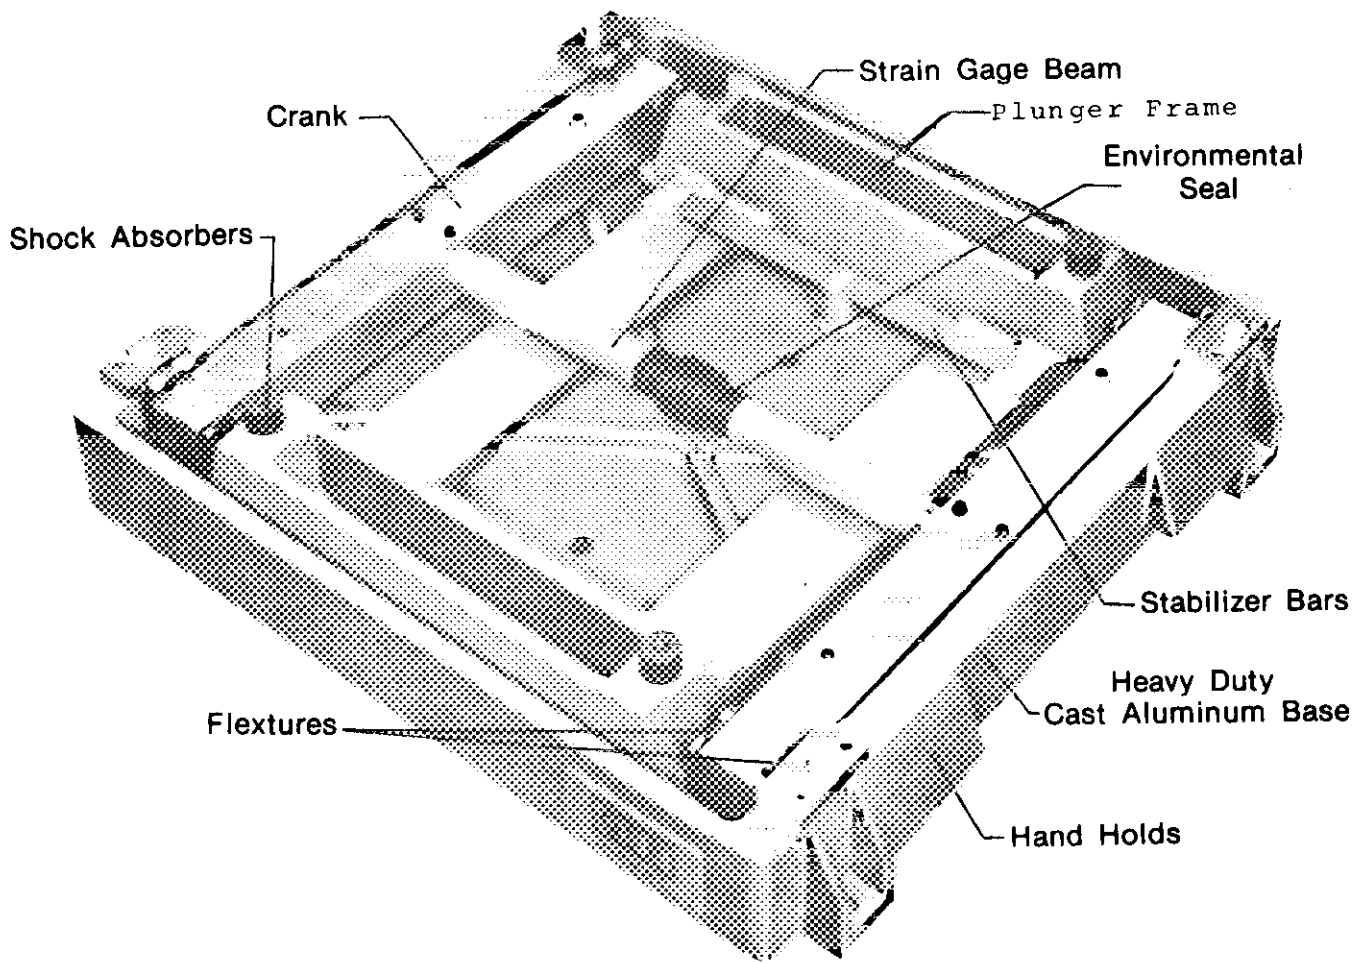 Strain Gage Beam
Crank
Plunger Frame
Environmental
Seal
Shock Absorbers
Stabilizer Bars
Heavy Duty
Cast Aluminum Base
Flextures
Hand Holds